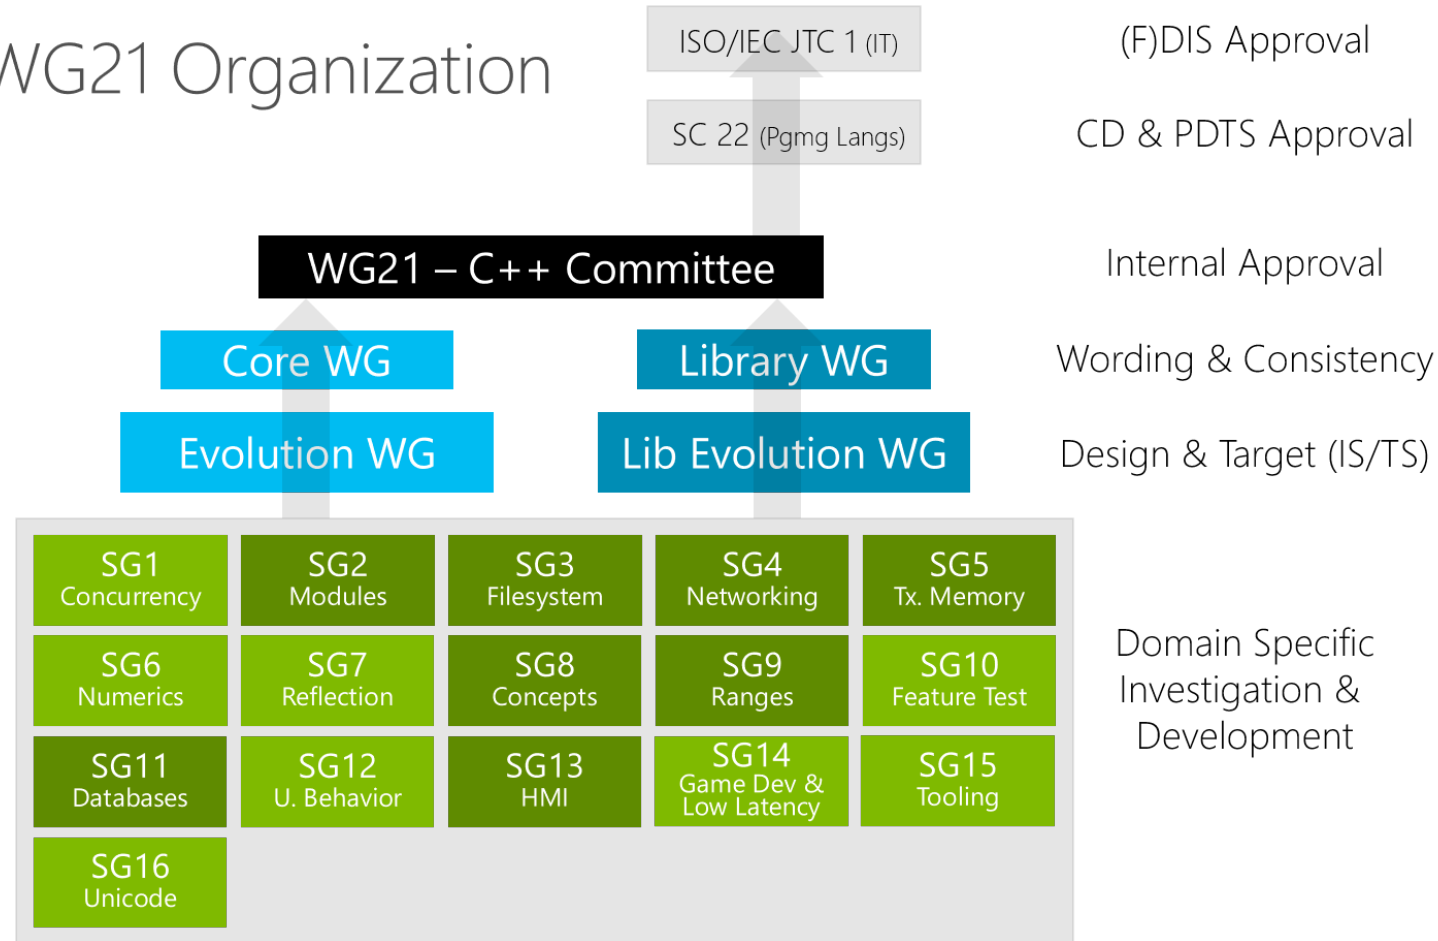 WG21 Organization
ISO/IEC JTC 1 (IT)
(F)DIS Approval
SC 22 (Pgmg Langs)
CD & PDTS Approval
WG21 – C++ Committee
Internal Approval
Core WG
Library WG
Wording & Consistency
Evolution WG
Lib Evolution WG
Design & Target (IS/TS)
SG1
Concurrency
SG2
Modules
SG3
Filesystem
SG4
Networking
SG5
Tx. Memory
SG6
Numerics
SG7
Reflection
SG8
Concepts
SG9
Ranges
SG10
Feature Test
SG11
Databases
SG12
U. Behavior
SG13
HMI
SG14
Game Dev &
Low Latency
SG15
Tooling
SG16
Unicode
Domain Specific
Investigation &
Development